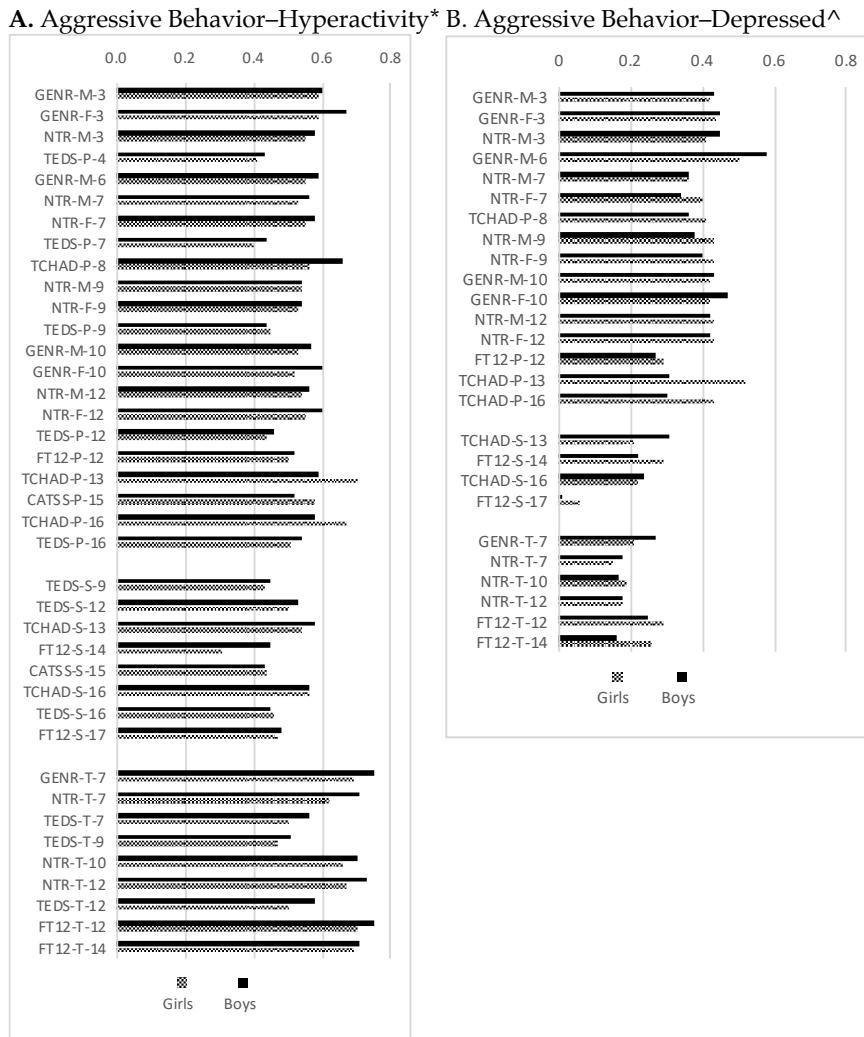 A. Aggressive Behavior–Hyperactivity* B. Aggressive Behavior–Depressed^
0.0 0.2 0.4 0.6 0.8
GENR-M-3
GENR-F-3
NTR-M-3
TEDS-P-4
GENR-M-6
NTR-M-7
NTR-F-7
TEDS-P-7
TCHAD-P-8
NTR-M-9
NTR-F-9
TEDS-P-9
GENR-M-10
GENR-F-10
NTR-M-12
NTR-F-12
TEDS-P-12
FT12-P-12
TCHAD-P-13
CATSS-P-15
TCHAD-P-16
TEDS-P-16
TEDS-S-9
TEDS-S-12
TCHAD-S-13
FT12-S-14
CATSS-S-15
TCHAD-S-16
TEDS-S-16
FT12-S-17
GENR-T-7
NTR-T-7
TEDS-T-7
TEDS-T-9
NTR-T-10
NTR-T-12
TEDS-T-12
FT12-T-12
FT12-T-14
Girls Boys
0 0.2 0.4 0.6 0.8
GENR-M-3
GENR-F-3
NTR-M-3
GENR-M-6
NTR-M-7
NTR-F-7
TCHAD-P-8
NTR-M-9
NTR-F-9
GENR-M-10
GENR-F-10
NTR-M-12
NTR-F-12
FT12-P-12
TCHAD-P-13
TCHAD-P-16
TCHAD-S-13
FT12-S-14
TCHAD-S-16
FT12-S-17
GENR-T-7
NTR-T-7
NTR-T-10
NTR-T-12
FT12-T-12
FT12-T-14
Girls Boys